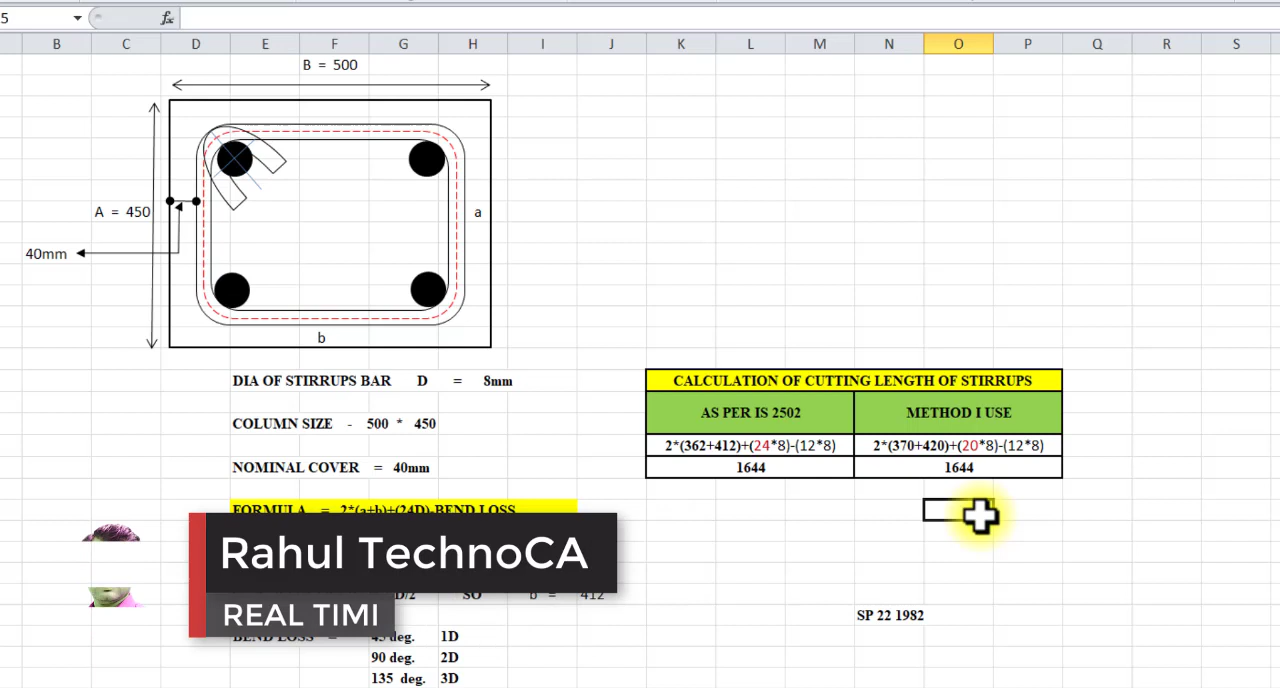 5
fx
B C D E F G H I J K L M N O P Q R S
B = 500
A = 450
a
40mm
b
DIA OF STIRRUPS BAR D = 8mm
COLUMN SIZE - 500 * 450
NOMINAL COVER = 40mm
FORMULA = 2*(a+b)+(24D)-BEND LOSS
CALCULATION OF CUTTING LENGTH OF STIRRUPS
AS PER IS 2502 METHOD I USE
2*(362+412)+(24*8)-(12*8) 2*(370+420)+(20*8)-(12*8)
1644 1644
Rahul TechnoCA
REAL TIMI
D/2 SO b = 412
SP 22 1982
BEND LOSS = 45 deg. 1D
90 deg. 2D
135 deg. 3D